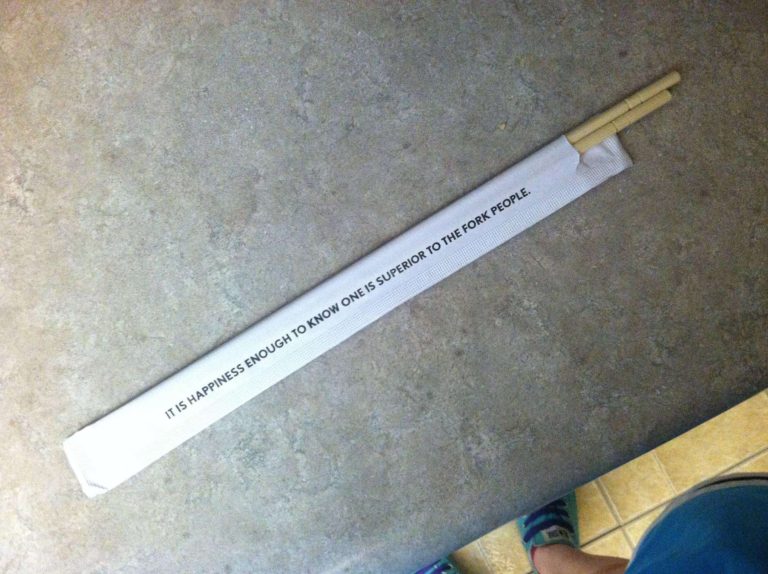 IT IS HAPPINESS ENOUGH TO KNOW ONE IS SUPERIOR TO THE FORK PEOPLE.